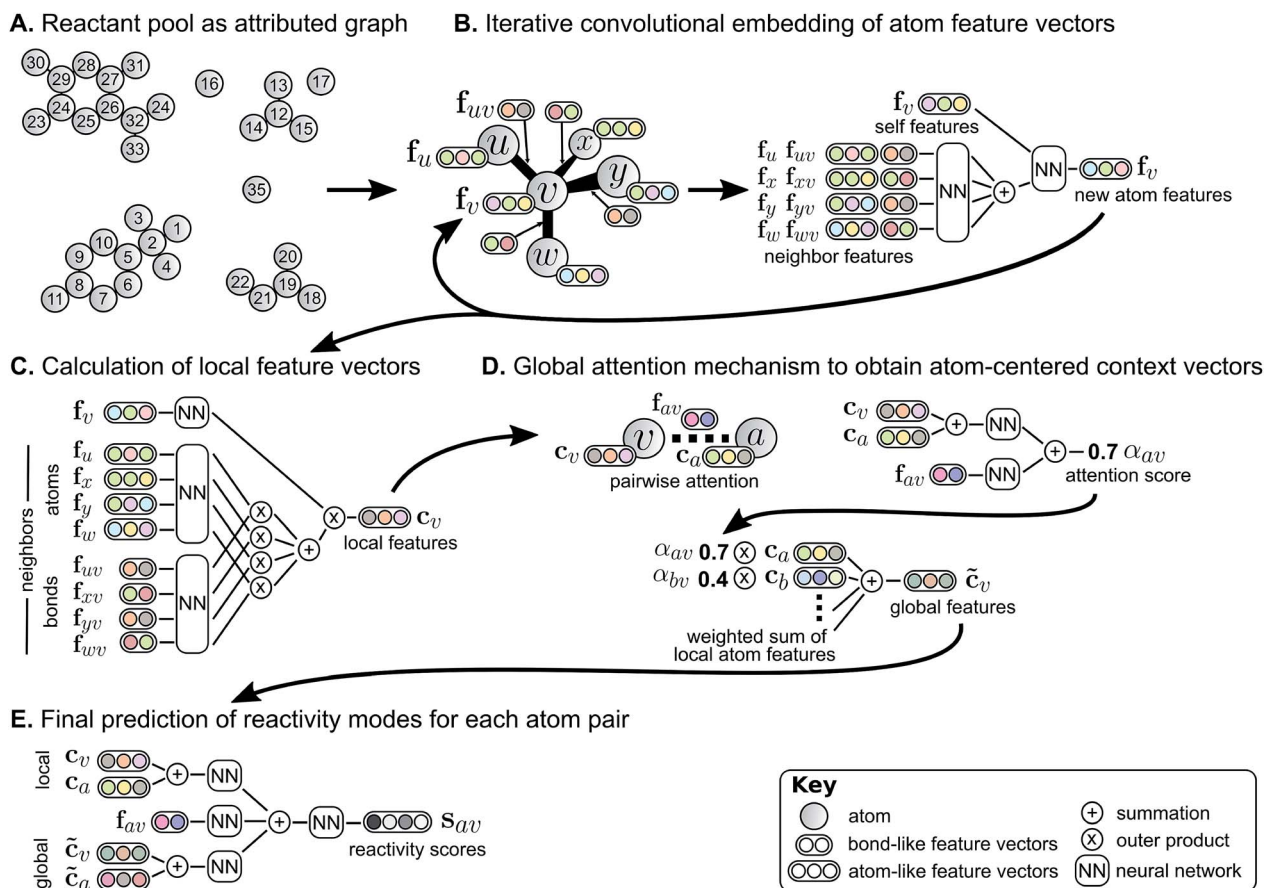 A. Reactant pool as attributed graph
30 28 31
29 27
24 26 24
23 25 32
33
16 13 17
12
14 15
35
3 1
10 2
9 5 4
8 6
11 7
20
22 19
21 18
B. Iterative convolutional embedding of atom feature vectors
f_uv
f_u u x
f_v v y
w
f_v
self features
f_u f_uv
f_x f_xv
f_y f_yv
f_w f_wv
neighbor features
NN
+
NN
f_v
new atom features
C. Calculation of local feature vectors
f_v NN
neighbors
atoms
f_u
f_x
f_y
f_w
NN
bonds
f_uv
f_xv
f_yv
f_wv
NN
x
x
x
x
+
x
c_v
local features
D. Global attention mechanism to obtain atom-centered context vectors
f_av
v a
c_v c_a
pairwise attention
c_v
c_a
+ NN
f_av NN
+ 0.7 α_av
attention score
α_av 0.7 x c_a
α_bv 0.4 x c_b
+
c̃_v
global features
weighted sum of
local atom features
E. Final prediction of reactivity modes for each atom pair
local
c_v
c_a
+ NN
f_av NN + NN s_av
reactivity scores
global
c̃_v
c̃_a
+ NN
Key
atom
bond-like feature vectors
atom-like feature vectors
+ summation
x outer product
NN neural network